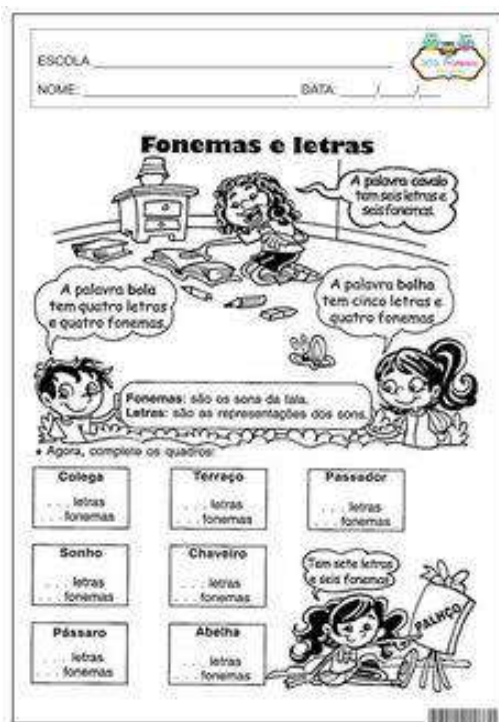 ESCOLA
NOME: DATA: / /
Fonemas e letras
A palavra cavalo
tem seis letras e
seis fonemas.
A palavra bola
tem quatro letras
e quatro fonemas.
A palavra bolha
tem cinco letras e
quatro fonemas
Fonemas: são os sons da fala.
Letras: são as representações dos sons.
• Agora, complete os quadros:
Colega
. . . letras
. . . fonemas
Terraço
. . . letras
. . . fonemas
Passador
. . . letras
. . . fonemas
Sonho
. . . letras
. . . fonemas
Chaveiro
. . . letras
. . . fonemas
Tem sete letras
e seis fonemas
PALHÇO
Pássaro
. . . letras
. . . fonemas
Abelha
. . . letras
. . . fonemas